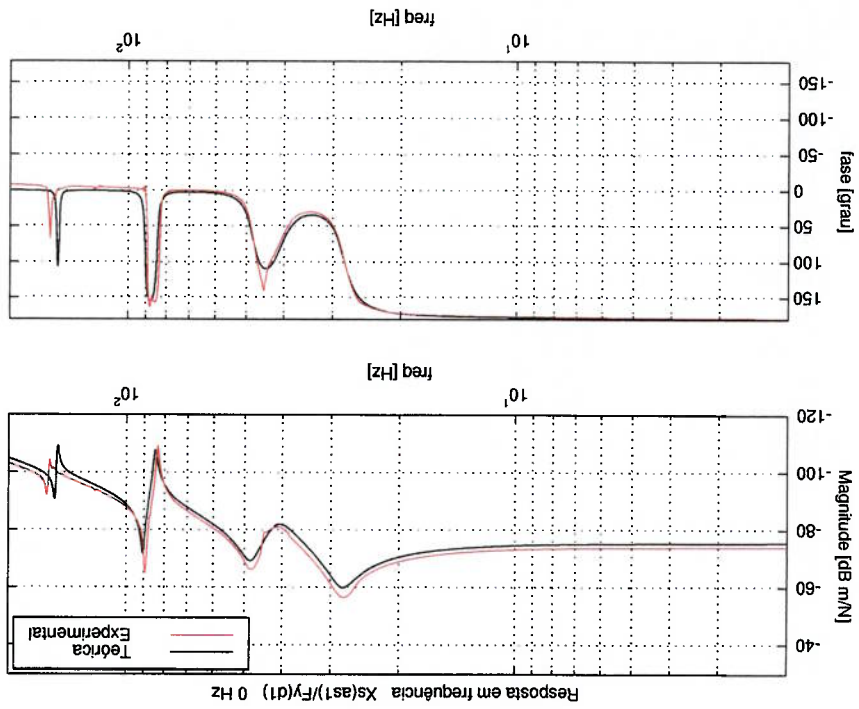 Resposta em frequência Xs(as1)/Fy(d1) 0 Hz
Teórica
Experimental
Magnitude [dB m/N]
-40
-60
-80
-100
-120
10¹
10²
freq [Hz]
fase [grau]
150
100
50
0
-50
-100
-150
10¹
10²
freq [Hz]